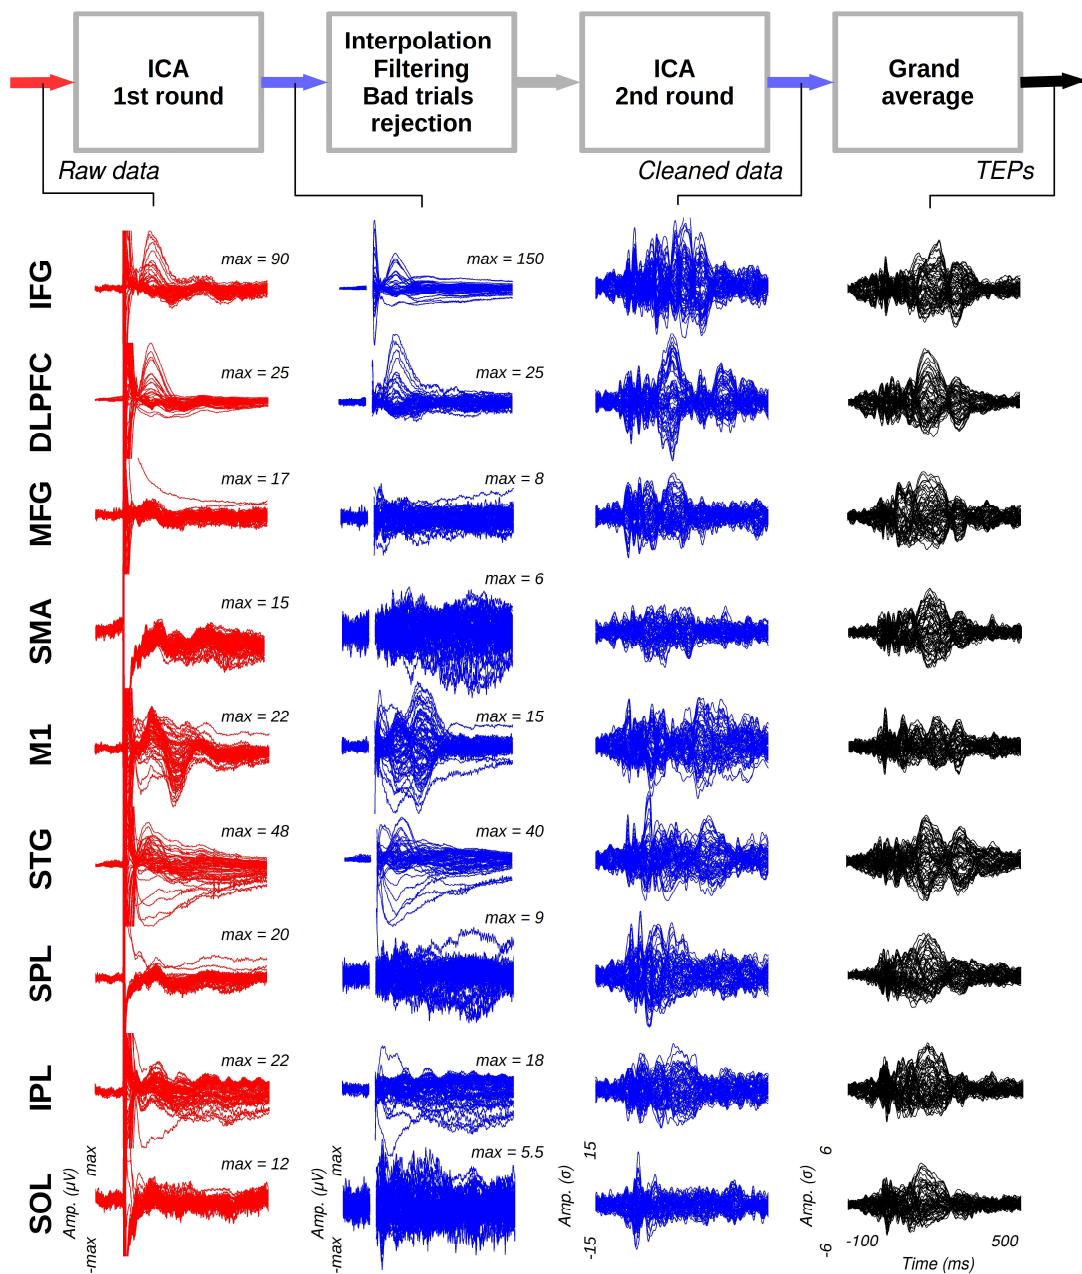 ICA
1st round
Interpolation
Filtering
Bad trials
rejection
ICA
2nd round
Grand
average
Raw data
Cleaned data
TEPs
IFG
max = 90
max = 150
DLPFC
max = 25
max = 25
MFG
max = 17
max = 8
SMA
max = 15
max = 6
M1
max = 22
max = 15
STG
max = 48
max = 40
SPL
max = 20
max = 9
IPL
max = 22
max = 18
SOL
max = 12
max = 5.5
Amp. (µV)
-max
max
Amp. (µV)
-max
max
Amp. (σ)
-15
15
Amp. (σ)
-6
6
-100
500
Time (ms)